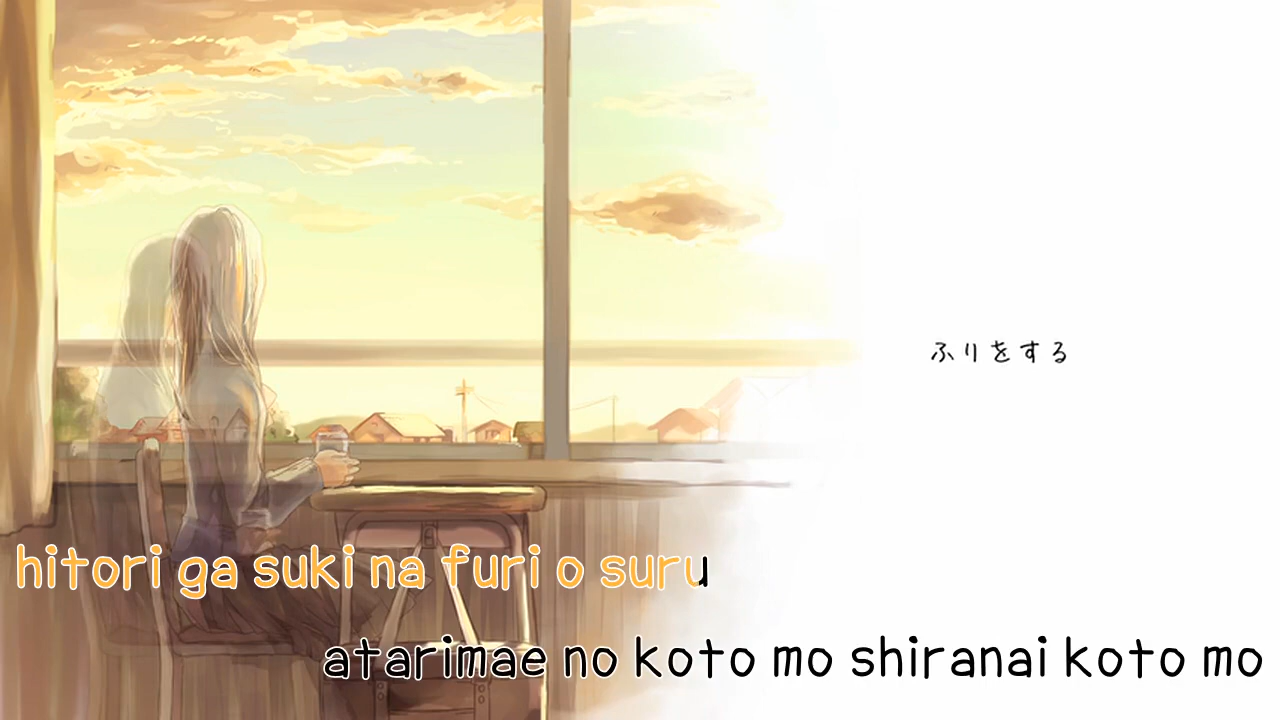 ふりをする
hitori ga suki na furi o suru
atarimae no koto mo shiranai koto mo